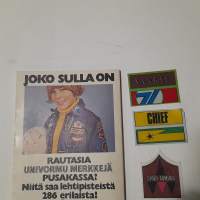 JOKO SULLA ON
RAUTASIA
UNIVORMU MERKKEJÄ
PUSAKASSA?
Niitä saa lehtipisteistä
286 erilaista!
CHIEF